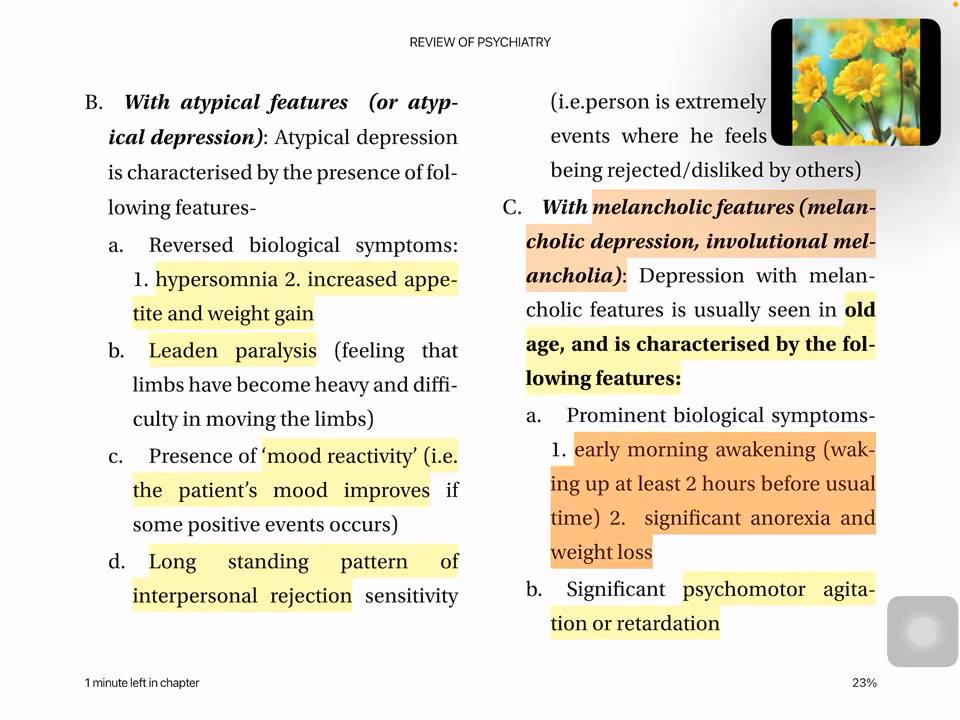 REVIEW OF PSYCHIATRY
B. With atypical features (or atyp-
ical depression): Atypical depression
is characterised by the presence of fol-
lowing features-
a. Reversed biological symptoms:
1. hypersomnia 2. increased appe-
tite and weight gain
b. Leaden paralysis (feeling that
limbs have become heavy and diffi-
culty in moving the limbs)
c. Presence of ‘mood reactivity’ (i.e.
the patient’s mood improves if
some positive events occurs)
d. Long standing pattern of
interpersonal rejection sensitivity
(i.e.person is extremely
events where he feels
being rejected/disliked by others)
C. With melancholic features (melan-
cholic depression, involutional mel-
ancholia): Depression with melan-
cholic features is usually seen in old
age, and is characterised by the fol-
lowing features:
a. Prominent biological symptoms-
1. early morning awakening (wak-
ing up at least 2 hours before usual
time) 2. significant anorexia and
weight loss
b. Significant psychomotor agita-
tion or retardation
1 minute left in chapter
23%